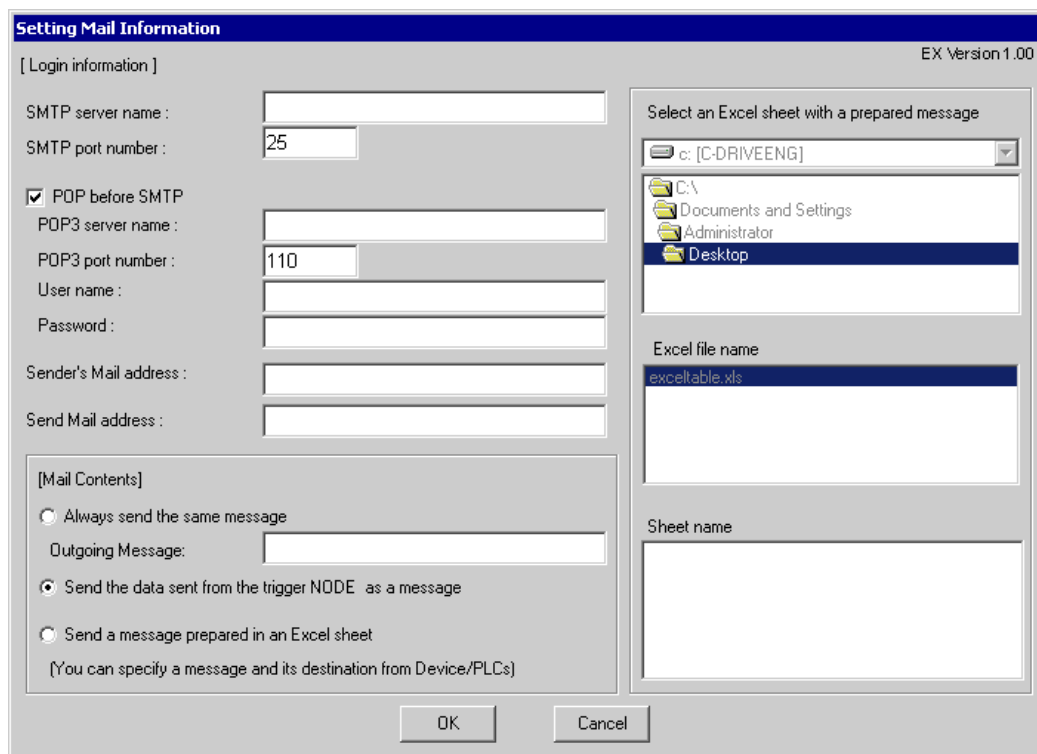 Setting Mail Information
EX Version 1.00
[ Login information ]
SMTP server name :
SMTP port number :
25
POP before SMTP
POP3 server name :
POP3 port number :
110
User name :
Password :
Sender's Mail address :
Send Mail address :
[Mail Contents]
Always send the same message
Outgoing Message:
Send the data sent from the trigger NODE as a message
Send a message prepared in an Excel sheet
(You can specify a message and its destination from Device/PLCs)
Select an Excel sheet with a prepared message
c: [C-DRIVEENG]
C:\
Documents and Settings
Administrator
Desktop
Excel file name
exceltable.xls
Sheet name
OK
Cancel